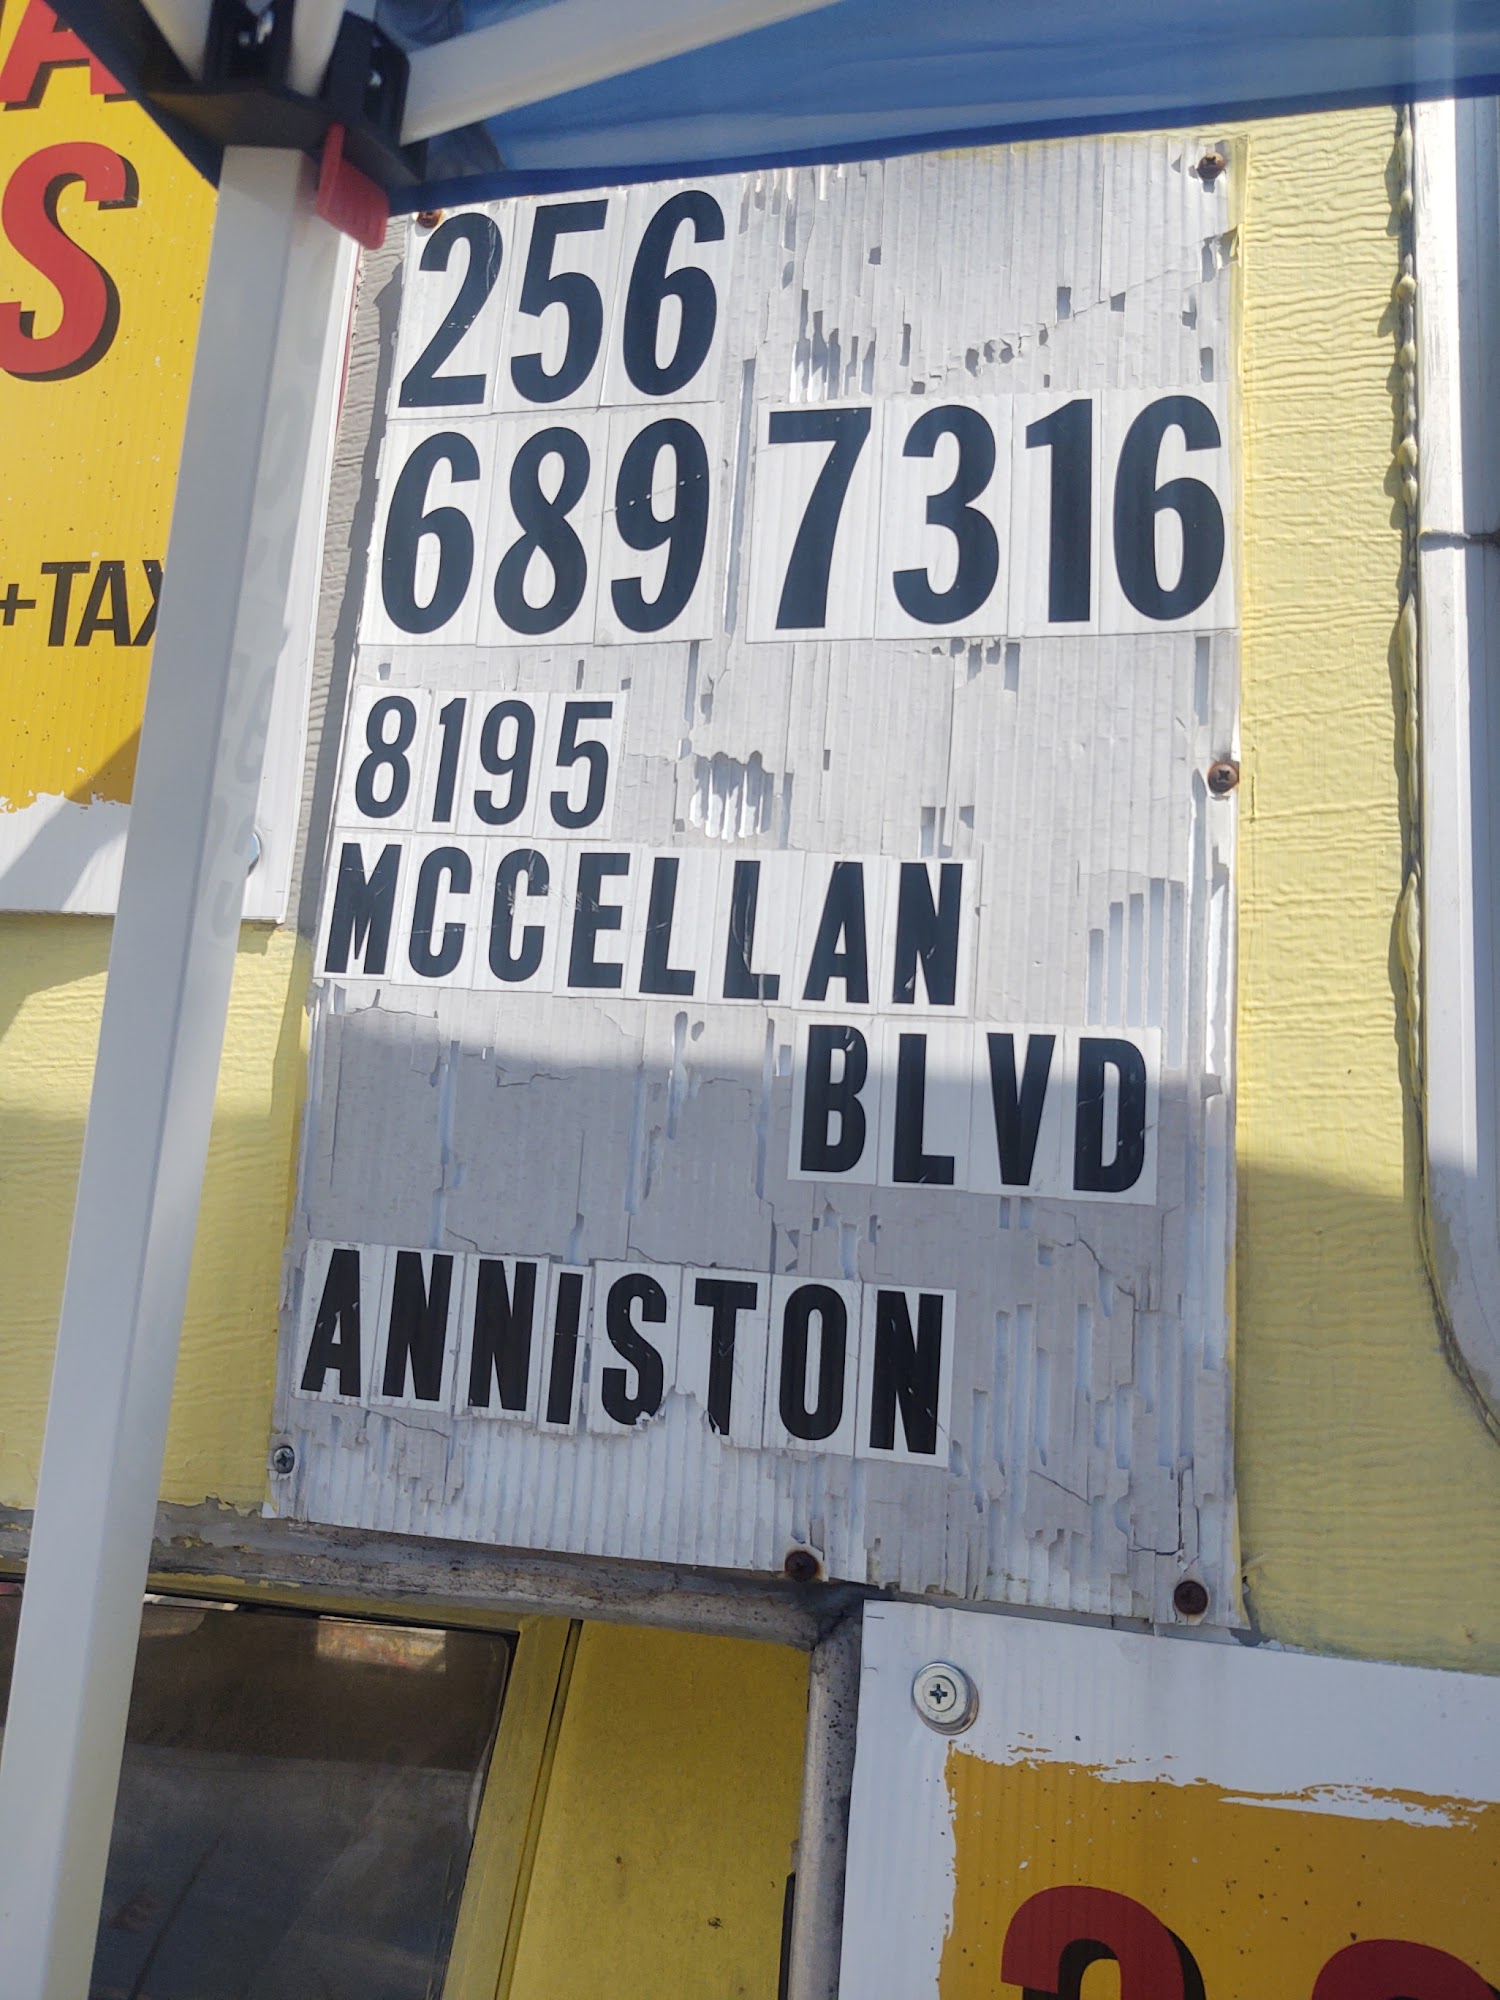 S
+TAX
256
689 7316
8195
MCCELLAN
BLVD
ANNISTON